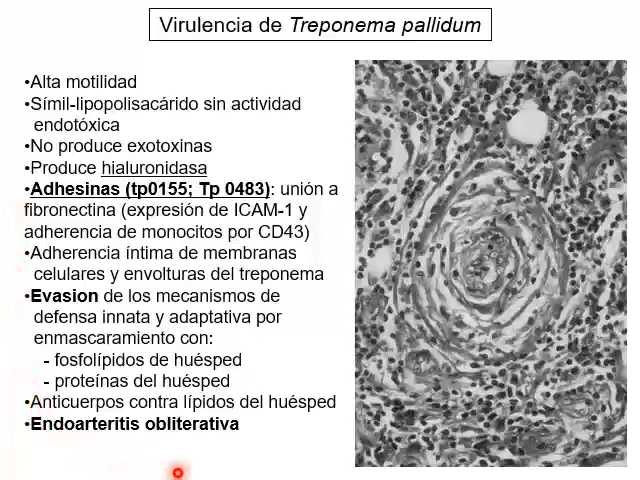 Virulencia de Treponema pallidum
•Alta motilidad
•Símil-lipopolisacárido sin actividad
endotóxica
•No produce exotoxinas
•Produce hialuronidasa
•Adhesinas (tp0155; Tp 0483): unión a
fibronectina (expresión de ICAM-1 y
adherencia de monocitos por CD43)
•Adherencia íntima de membranas
celulares y envolturas del treponema
•Evasion de los mecanismos de
defensa innata y adaptativa por
enmascaramiento con:
- fosfolípidos de huésped
- proteínas del huésped
•Anticuerpos contra lípidos del huésped
•Endoarteritis obliterativa